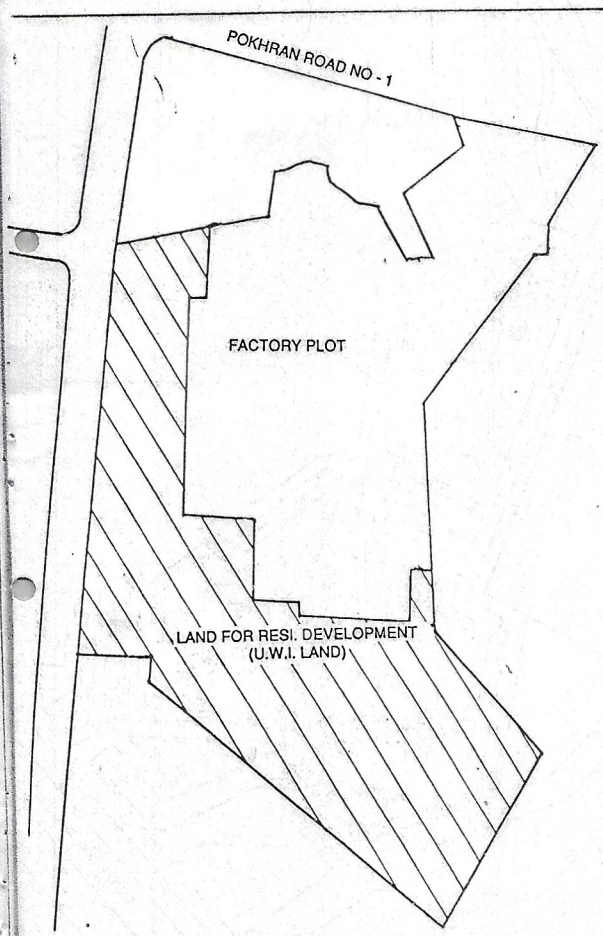 POKHRAN ROAD NO - 1
FACTORY PLOT
LAND FOR RESI. DEVELOPMENT
(U.W.I. LAND)